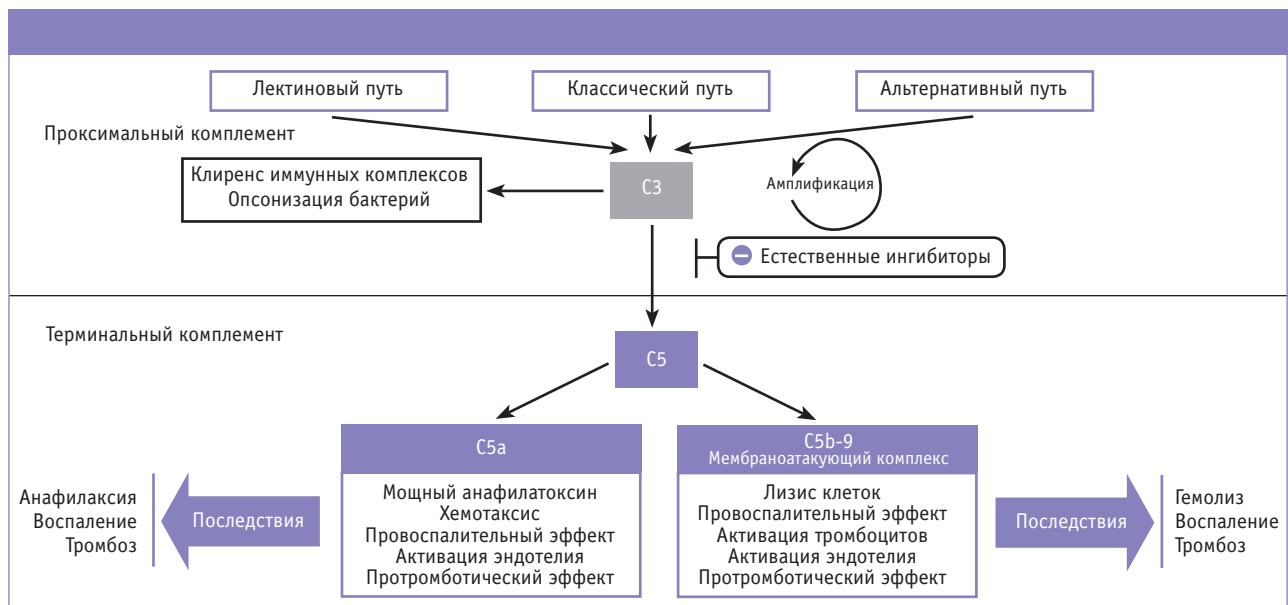 Лектиновый путь
Классический путь
Альтернативный путь
Проксимальный комплемент
Клиренс иммунных комплексов
Опсонизация бактерий
C3
Амплификация
Естественные ингибиторы
Терминальный комплемент
C5
C5a
Мощный анафилатоксин
Хемотаксис
Провоспалительный эффект
Активация эндотелия
Протромботический эффект
C5b-9
Мембраноатакующий комплекс
Лизис клеток
Провоспалительный эффект
Активация тромбоцитов
Активация эндотелия
Протромботический эффект
Анафилаксия
Воспаление
Тромбоз
Последствия
Последствия
Гемолиз
Воспаление
Тромбоз